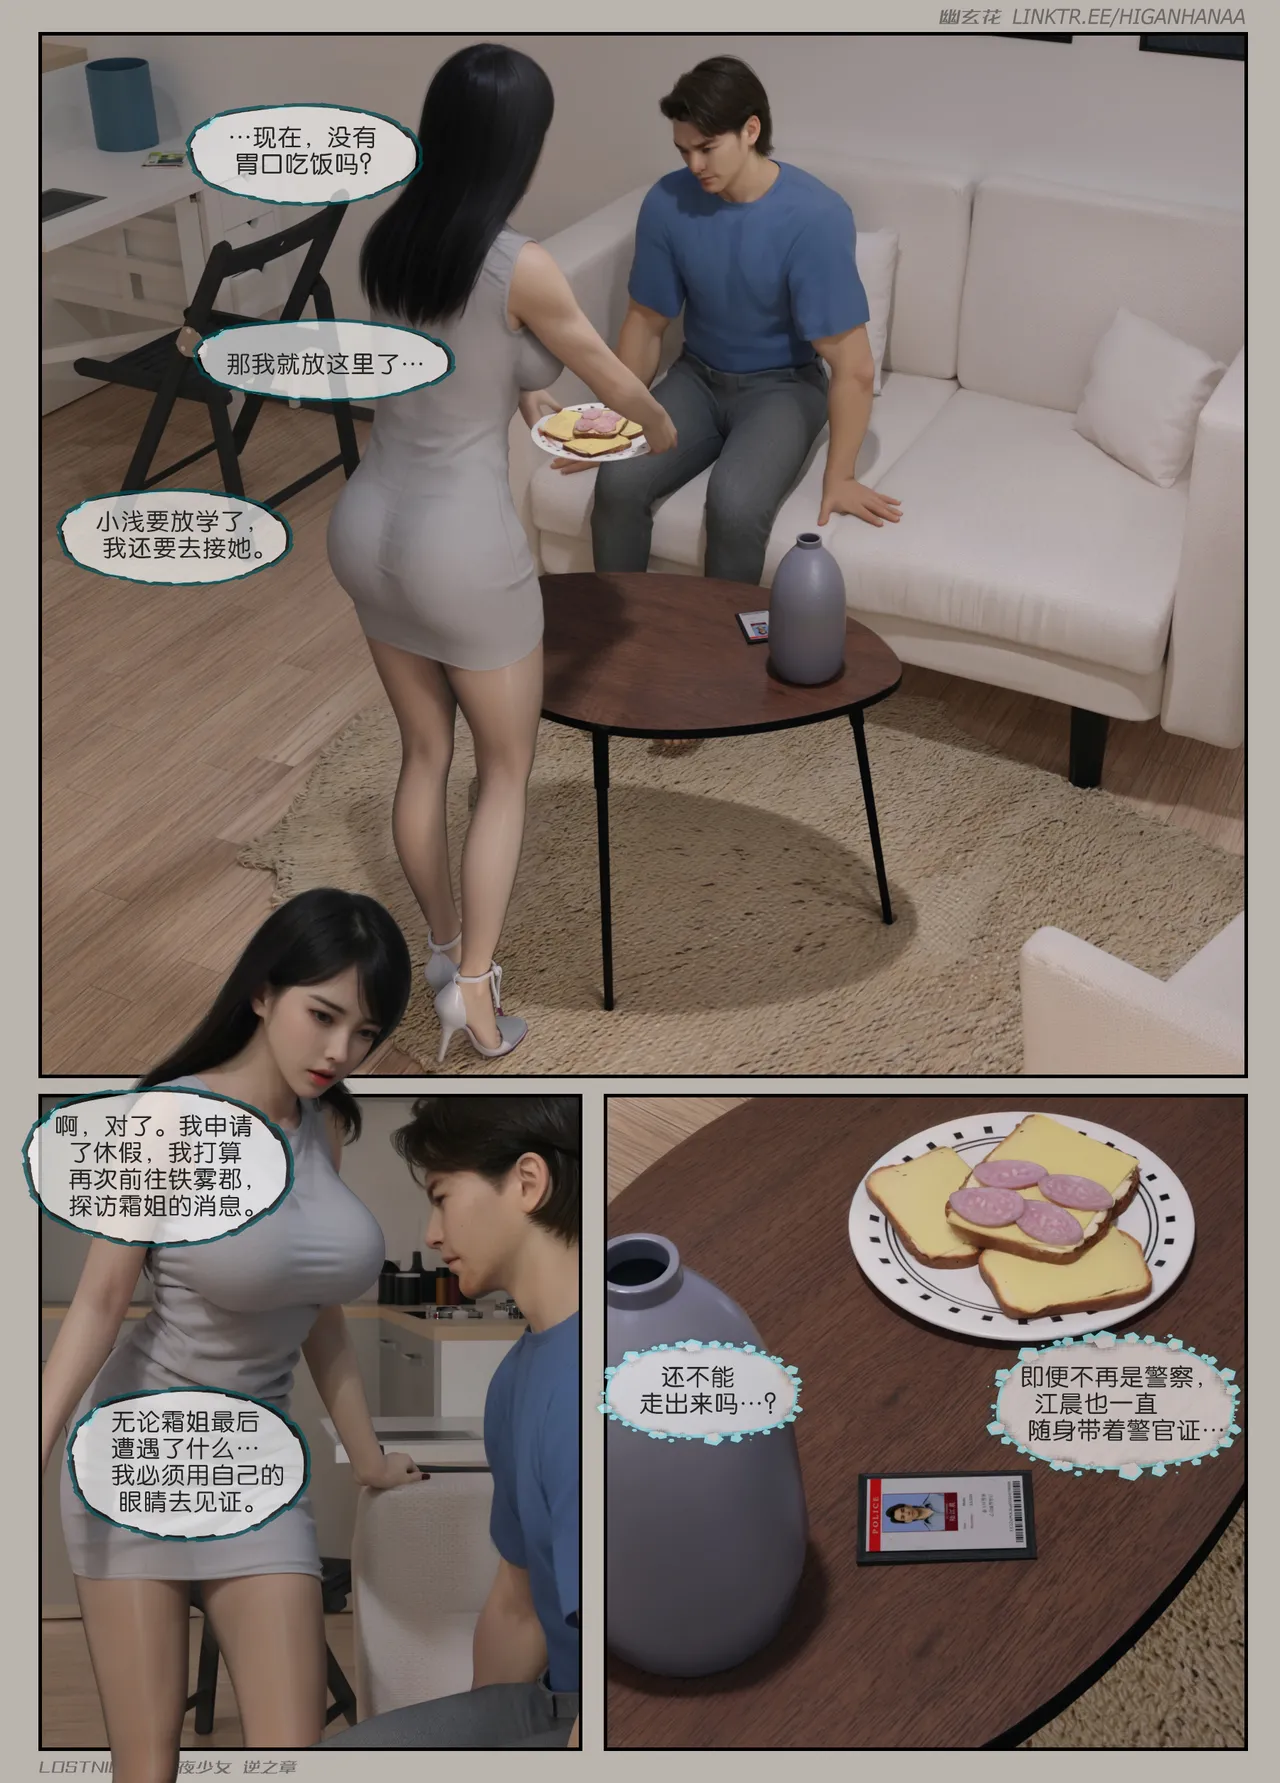 幽玄花 LINKTR.EE/HIGANHANAA
…现在，没有
胃口吃饭吗？
那我就放这里了…
小浅要放学了，
我还要去接她。
啊，对了。我申请
了休假，我打算
再次前往铁雾郡，
探访霜姐的消息。
无论霜姐最后
遭遇了什么…
我必须用自己的
眼睛去见证。
还不能
走出来吗…？
即便不再是警察，
江晨也一直
随身带着警官证…
POLICE
夜少女 逆之章